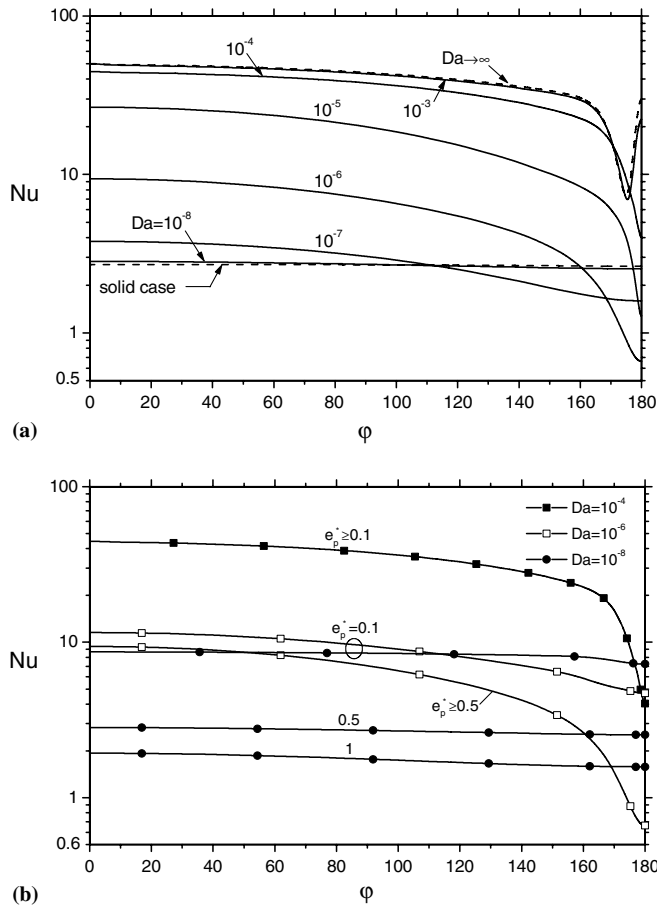 100
10
1
0.5
Nu
10⁻⁴
Da→∞
10⁻³
10⁻⁵
10⁻⁶
Da=10⁻⁸
10⁻⁷
solid case
0 20 40 60 80 100 120 140 160 180
(a)
φ
100
10
1
0.6
Nu
Da=10⁻⁴
Da=10⁻⁶
Da=10⁻⁸
e*p≥0.1
e*p=0.1
e*p≥0.5
0.5
1
0 20 40 60 80 100 120 140 160 180
(b)
φ